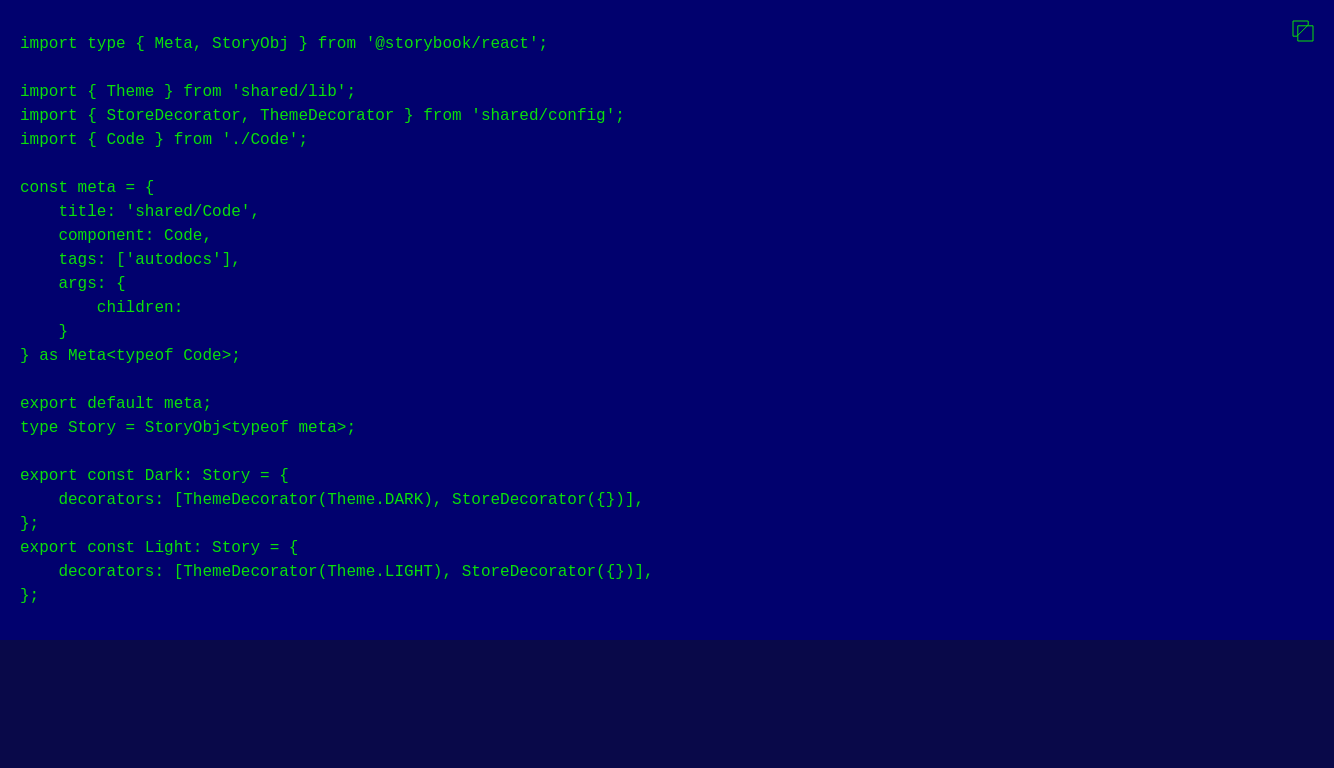 import type { Meta, StoryObj } from '@storybook/react';

import { Theme } from 'shared/lib';
import { StoreDecorator, ThemeDecorator } from 'shared/config';
import { Code } from './Code';

const meta = {
    title: 'shared/Code',
    component: Code,
    tags: ['autodocs'],
    args: {
        children:
    }
} as Meta<typeof Code>;

export default meta;
type Story = StoryObj<typeof meta>;

export const Dark: Story = {
    decorators: [ThemeDecorator(Theme.DARK), StoreDecorator({})],
};
export const Light: Story = {
    decorators: [ThemeDecorator(Theme.LIGHT), StoreDecorator({})],
};